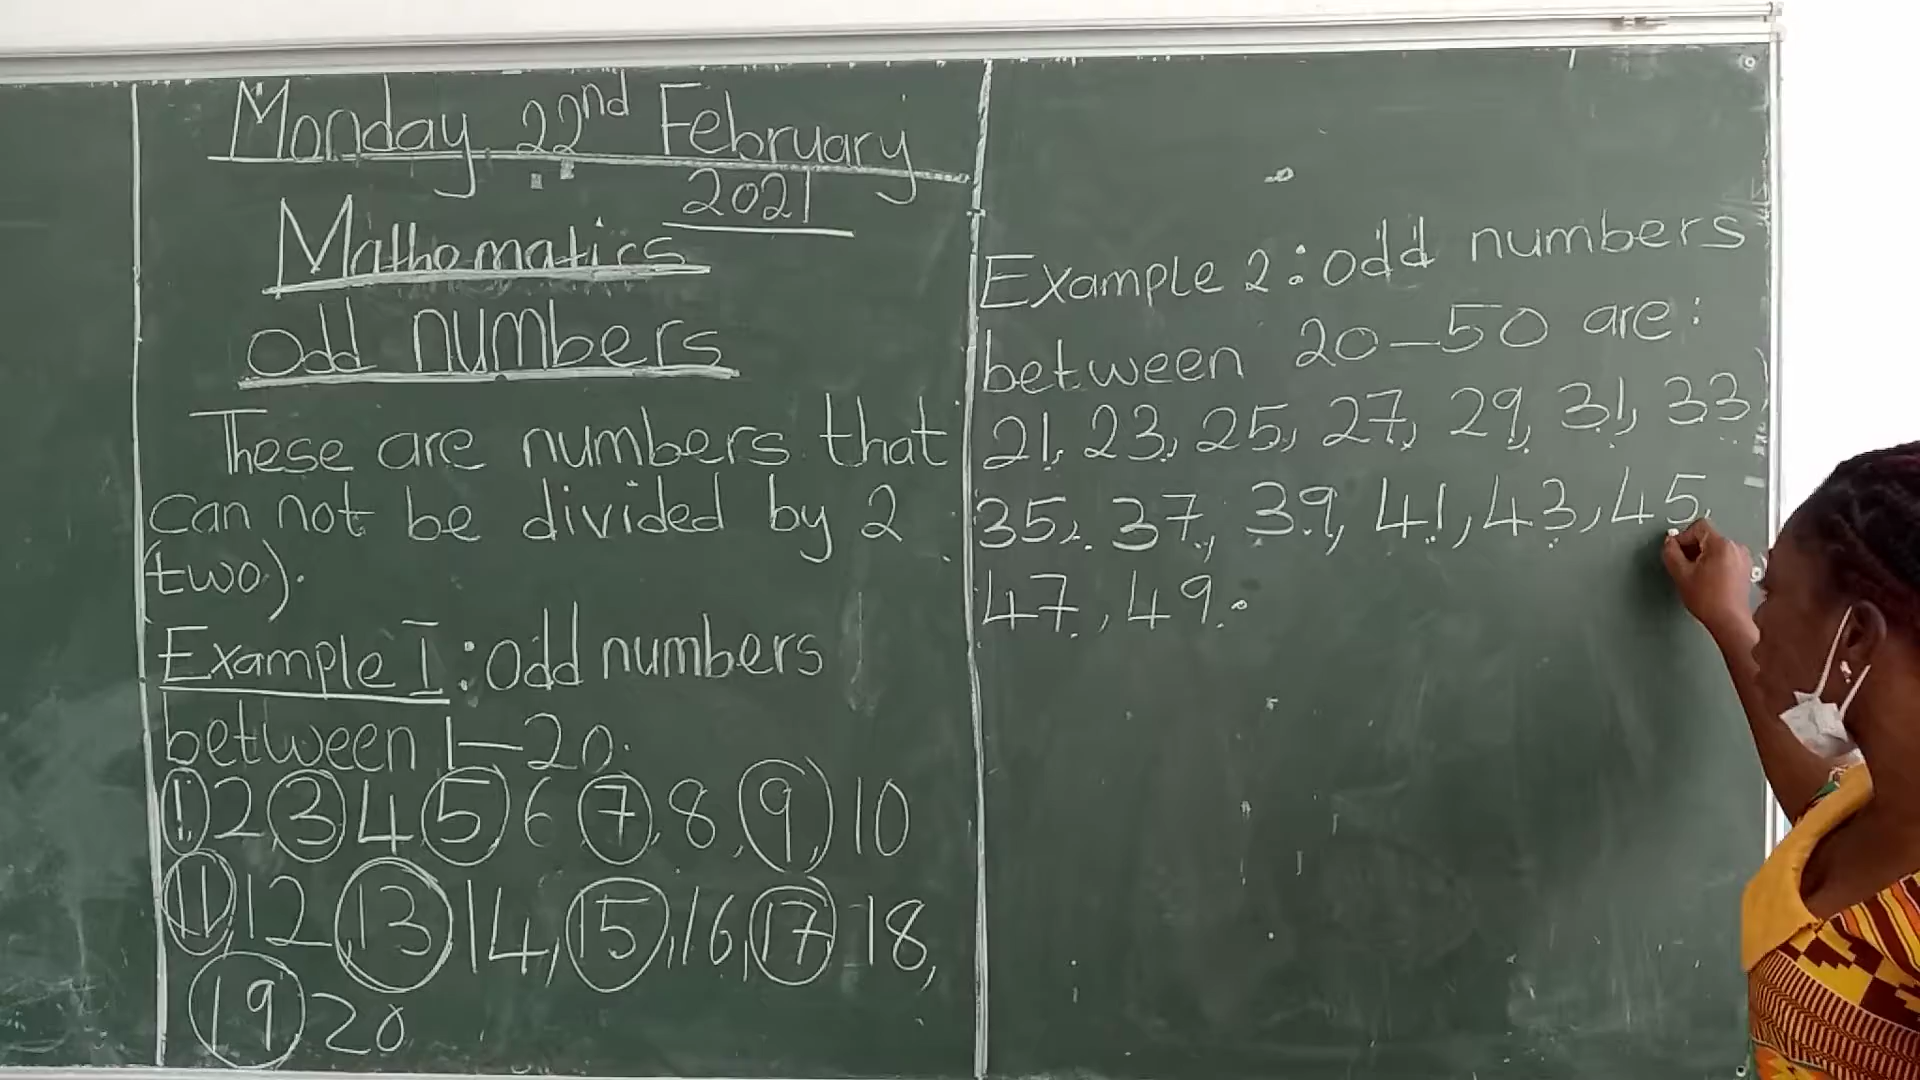 Monday 22nd February
2021
Mathematics
Odd numbers
These are numbers that
can not be divided by 2
(two).
Example I : Odd numbers
between 1-20.
1, 2, 3, 4, 5, 6, 7, 8, 9, 10
11, 12, 13, 14, 15, 16, 17, 18,
19, 20
Example 2: Odd numbers
between 20-50 are:
21, 23, 25, 27, 29, 31, 33,
35, 37, 39, 41, 43, 45,
47, 49.